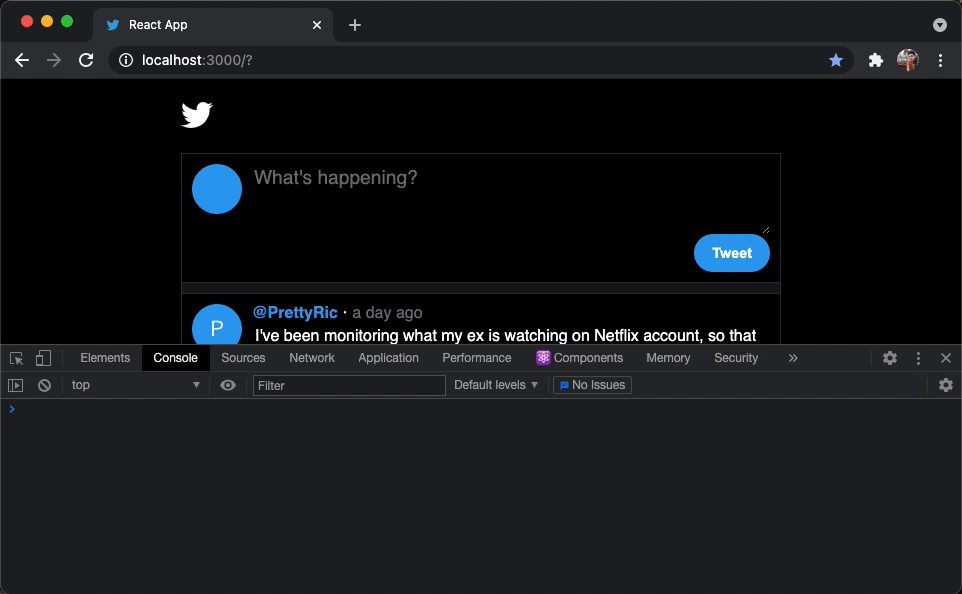 React App
localhost:3000/?
What's happening?
Tweet
P
@PrettyRic · a day ago
I've been monitoring what my ex is watching on Netflix account, so that
Elements Console Sources Network Application Performance Components Memory Security »
top Filter Default levels No Issues